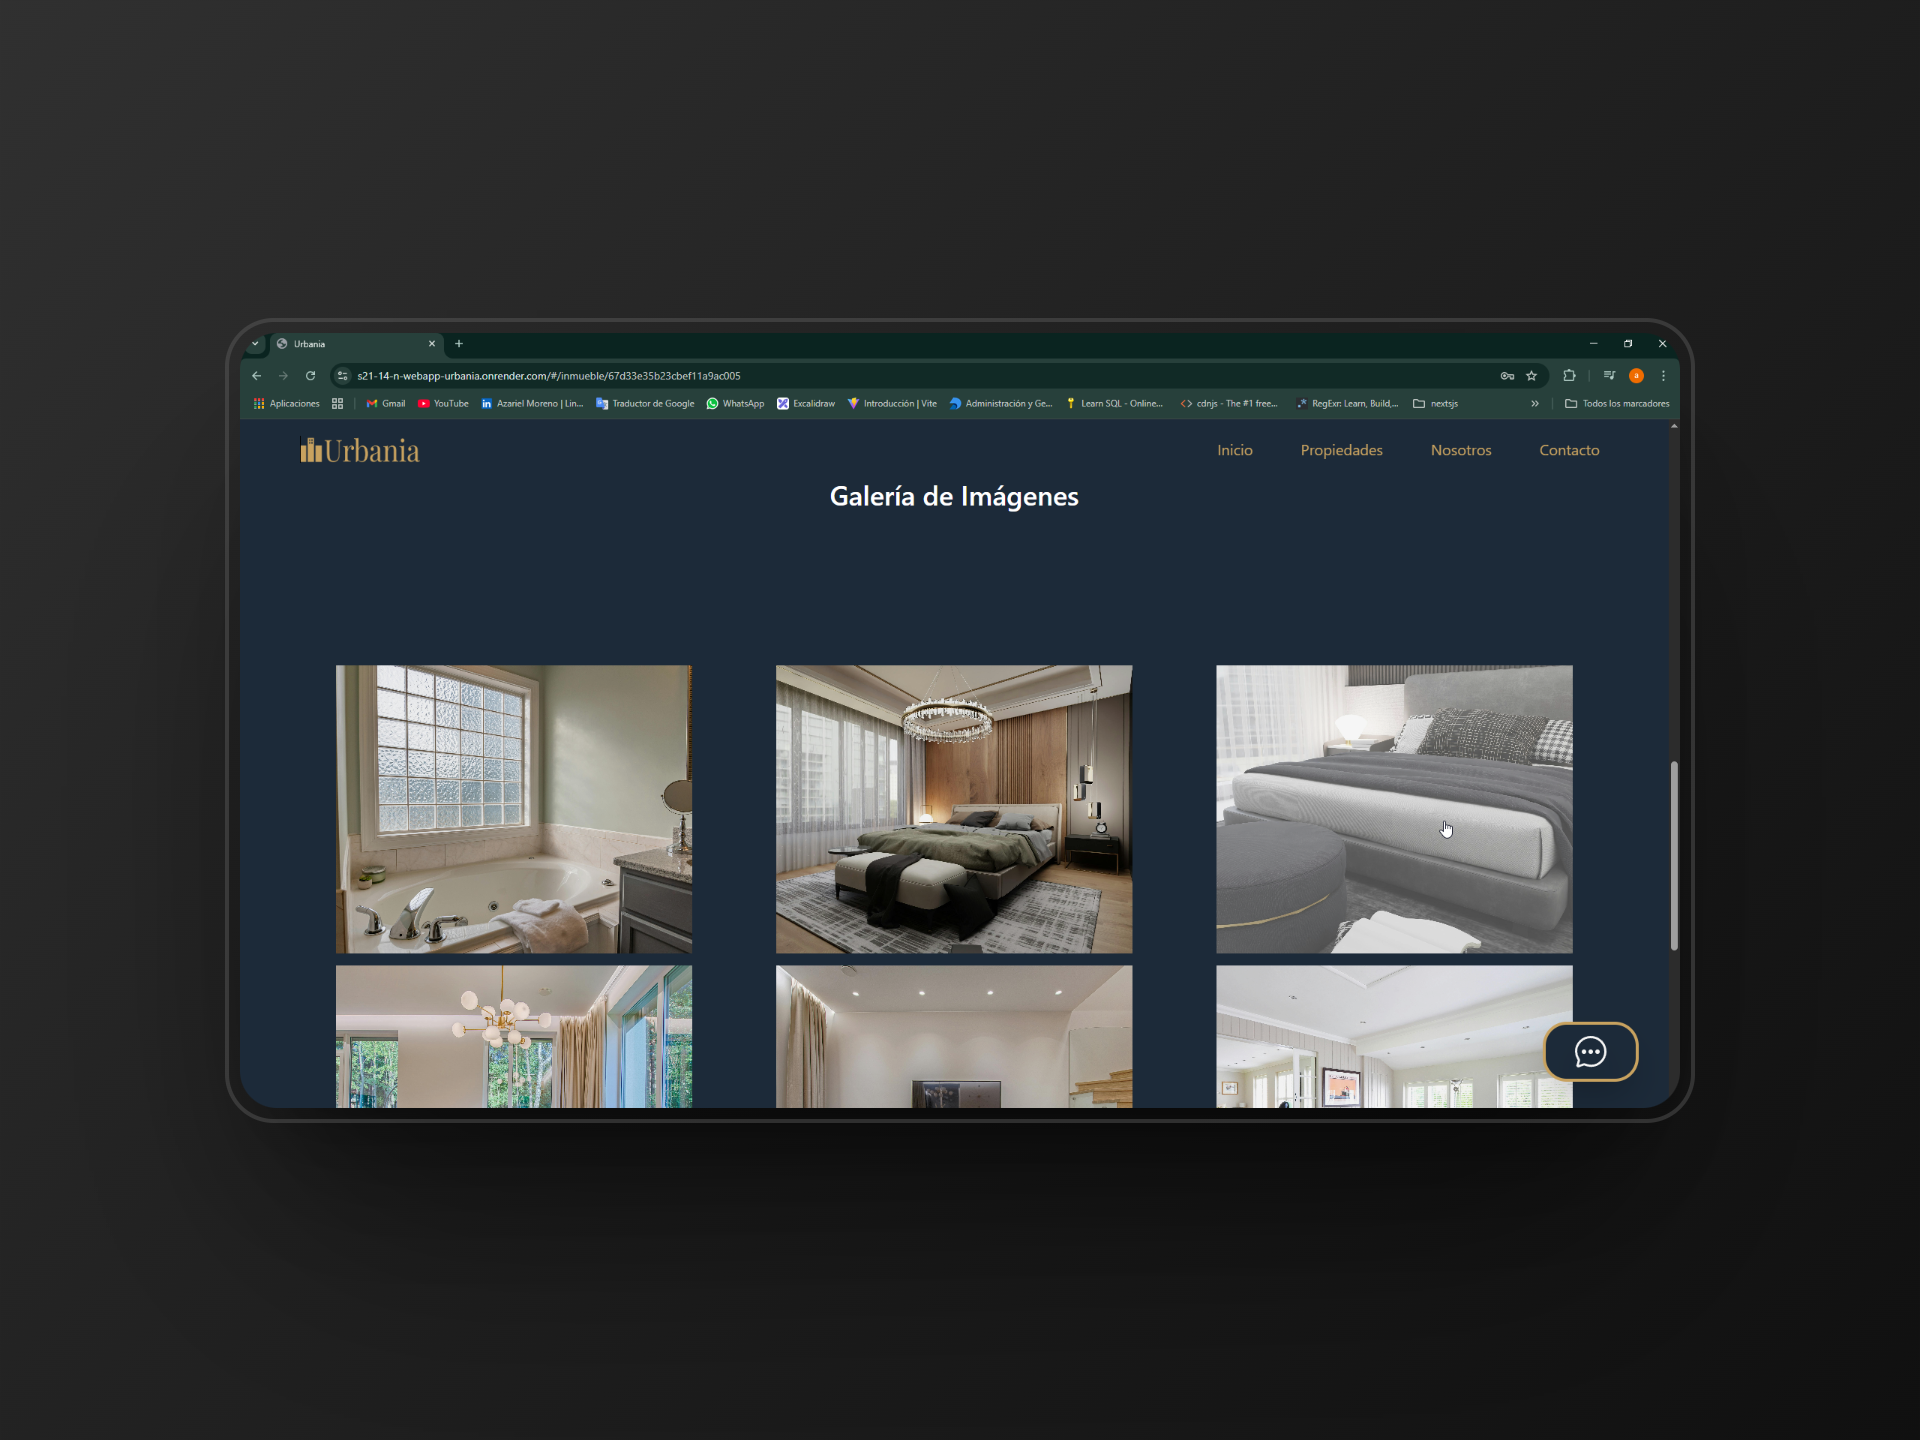 Urbania
s21-14-n-webapp-urbania.onrender.com/#/inmueble/67d33e35b23cbef11a9ac005
a
Aplicaciones Gmail YouTube Azariel Moreno | Lin... Traductor de Google WhatsApp Excalidraw Introducción | Vite Administración y Ge... Learn SQL - Online... cdnjs - The #1 free... RegExr: Learn, Build,... nextsjs » Todos los marcadores
Urbania Inicio Propiedades Nosotros Contacto
Galería de Imágenes